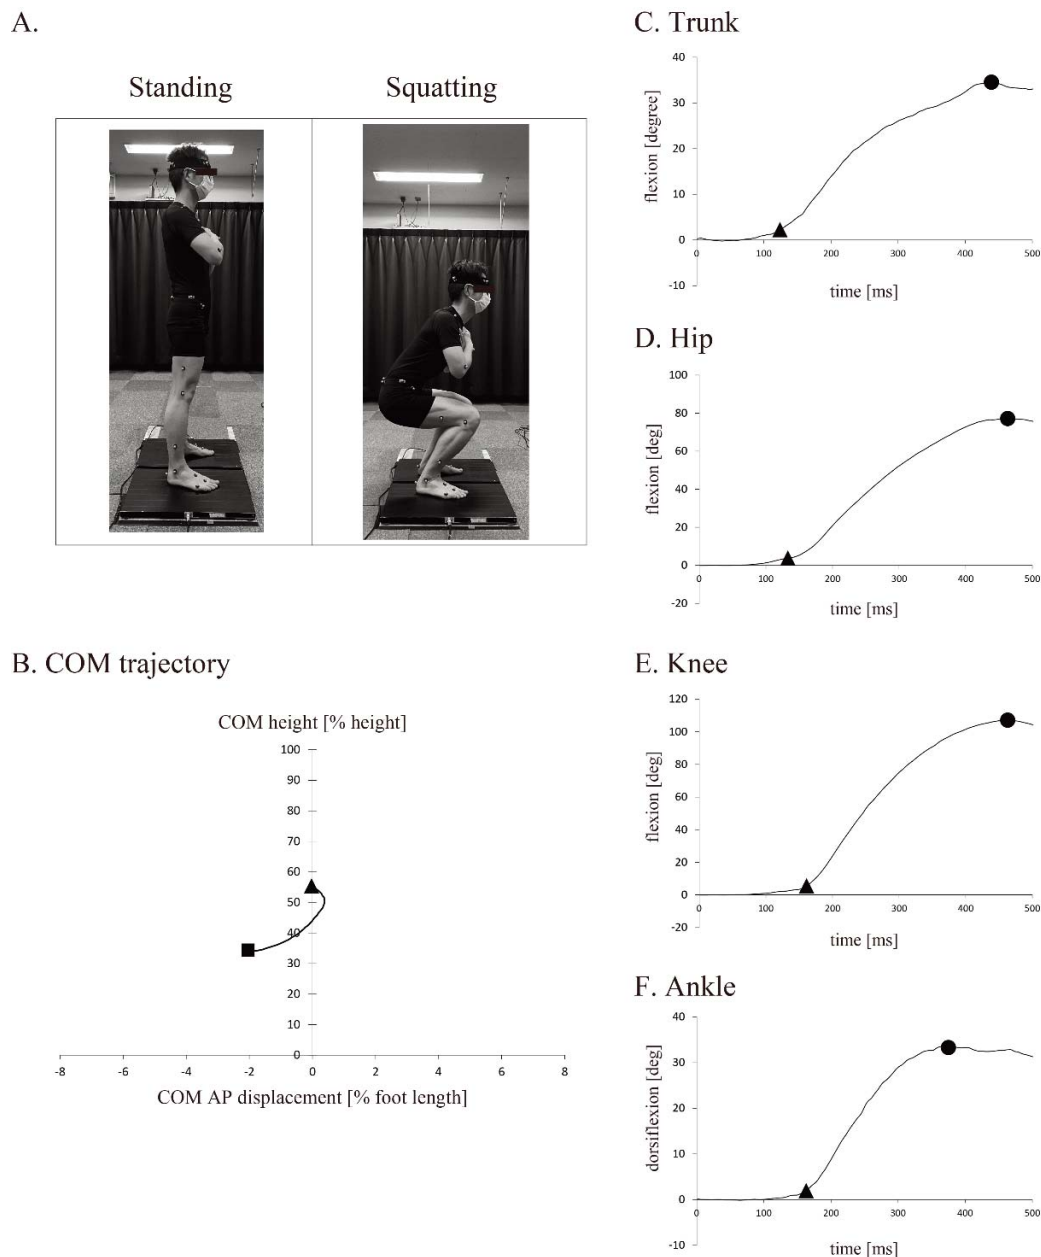 A.
Standing
Squatting
B. COM trajectory
COM height [% height]
100
90
80
70
60
50
40
30
20
10
0
-8 -6 -4 -2 0 2 4 6 8
COM AP displacement [% foot length]
C. Trunk
flexion [degree]
40
30
20
10
0
-10
0 100 200 300 400 500
time [ms]
D. Hip
flexion [deg]
100
80
60
40
20
0
-20
0 100 200 300 400 500
time [ms]
E. Knee
flexion [deg]
120
100
80
60
40
20
0
-20
0 100 200 300 400 500
time [ms]
F. Ankle
dorsiflexion [deg]
40
30
20
10
0
-10
0 100 200 300 400 500
time [ms]